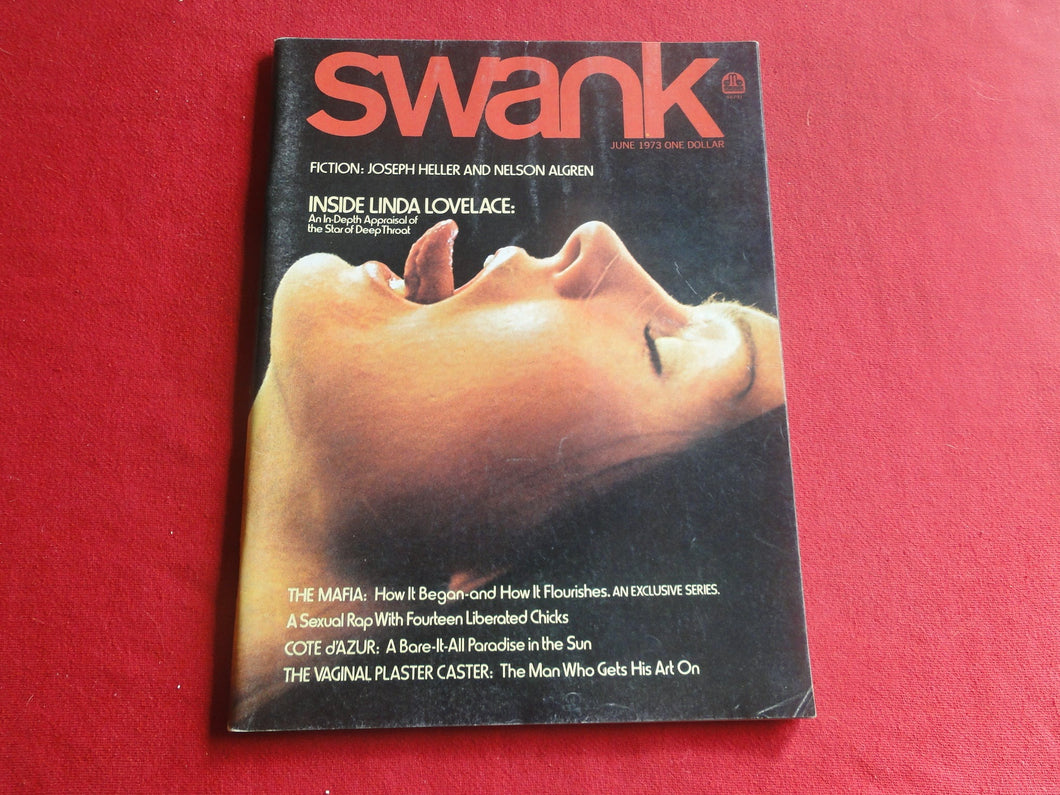 swank
JUNE 1973 ONE DOLLAR
FICTION: JOSEPH HELLER AND NELSON ALGREN
INSIDE LINDA LOVELACE:
An In-Depth Appraisal of
the Star of Deep Throat
THE MAFIA: How It Began-and How It Flourishes. AN EXCLUSIVE SERIES.
A Sexual Rap With Fourteen Liberated Chicks
COTE d'AZUR: A Bare-It-All Paradise in the Sun
THE VAGINAL PLASTER CASTER: The Man Who Gets His Art On